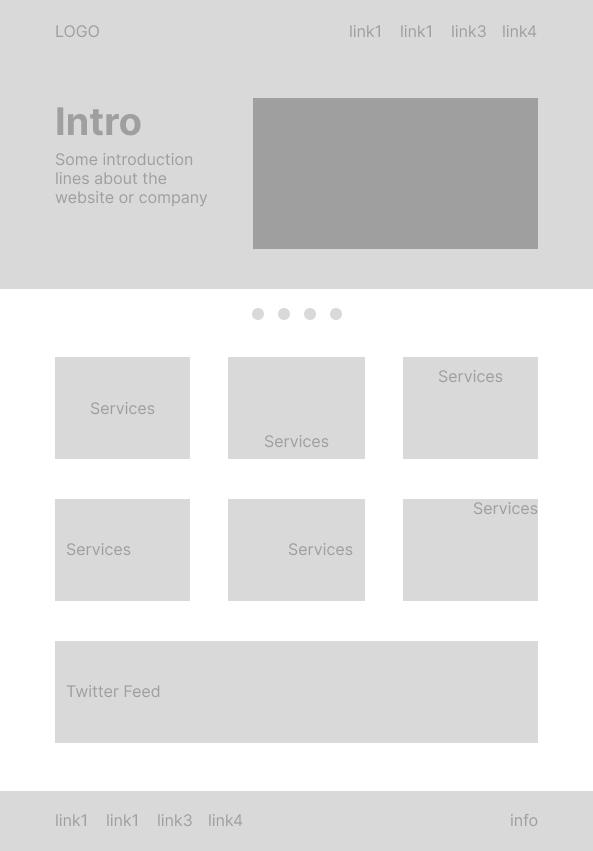 LOGO link1 link1 link3 link4
Intro
Some introduction
lines about the
website or company
Services
Services
Services
Services
Services
Services
Twitter Feed
link1 link1 link3 link4 info